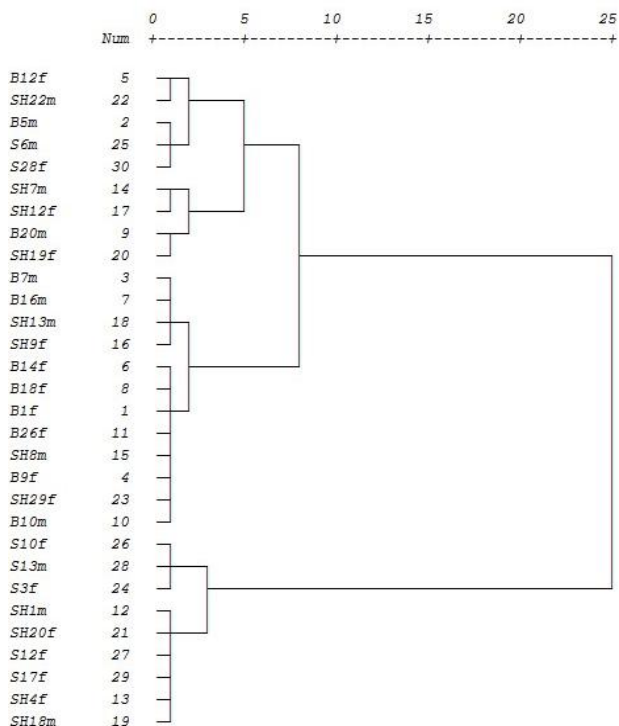 0 5 10 15 20 25
Num +---------+---------+---------+---------+---------+
B12f 5
SH22m 22
B5m 2
S6m 25
S28f 30
SH7m 14
SH12f 17
B20m 9
SH19f 20
B7m 3
B16m 7
SH13m 18
SH9f 16
B14f 6
B18f 8
B1f 1
B26f 11
SH8m 15
B9f 4
SH29f 23
B10m 10
S10f 26
S13m 28
S3f 24
SH1m 12
SH20f 21
S12f 27
S17f 29
SH4f 13
SH18m 19